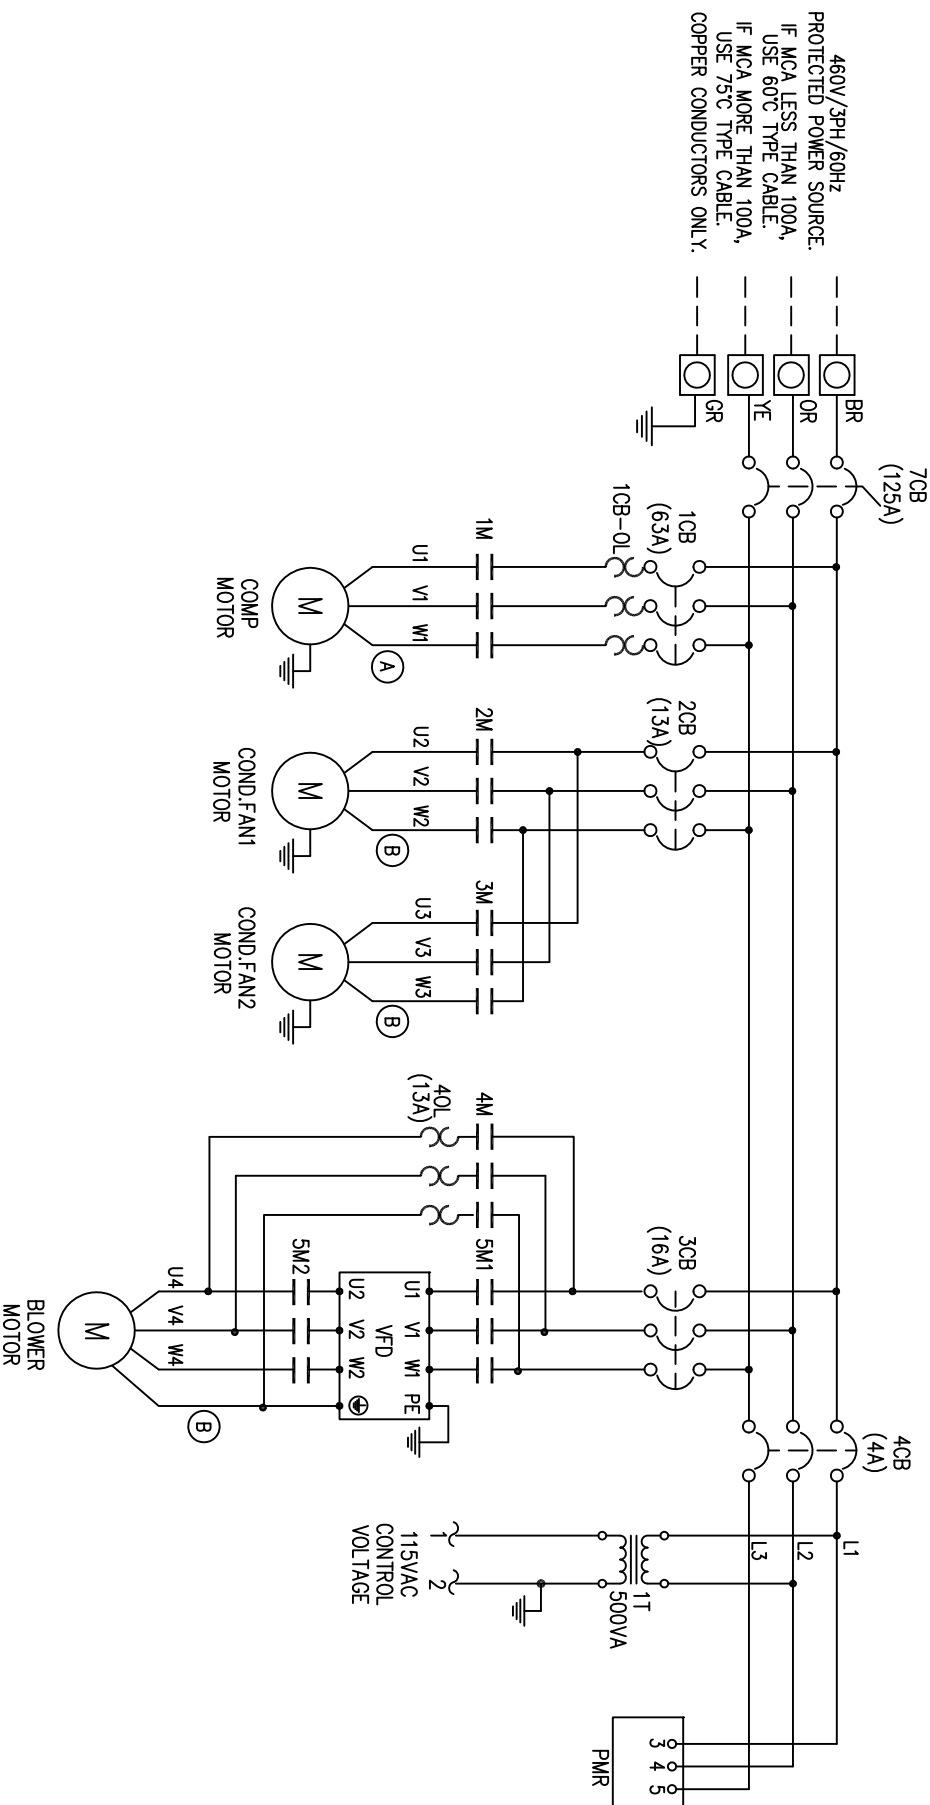 460V/3PH/60Hz
PROTECTED POWER SOURCE.
IF MCA LESS THAN 100A,
USE 60°C TYPE CABLE.
IF MCA MORE THAN 100A,
USE 75°C TYPE CABLE.
COPPER CONDUCTORS ONLY.
BR
OR
YE
GR
7CB
(125A)
1CB
(63A)
1CB-OL
1M
U1
V1
W1
A
M
COMP
MOTOR
2CB
(13A)
2M
U2
V2
W2
B
M
COND.FAN1
MOTOR
3M
U3
V3
W3
B
M
COND.FAN2
MOTOR
3CB
(16A)
4M
4OL
(13A)
5M1
U1
V1
W1
PE
VFD
U2
V2
W2
5M2
U4
V4
W4
B
M
BLOWER
MOTOR
4CB
(4A)
L1
L2
L3
1T
500VA
1
2
115VAC
CONTROL
VOLTAGE
3
4
5
PMR